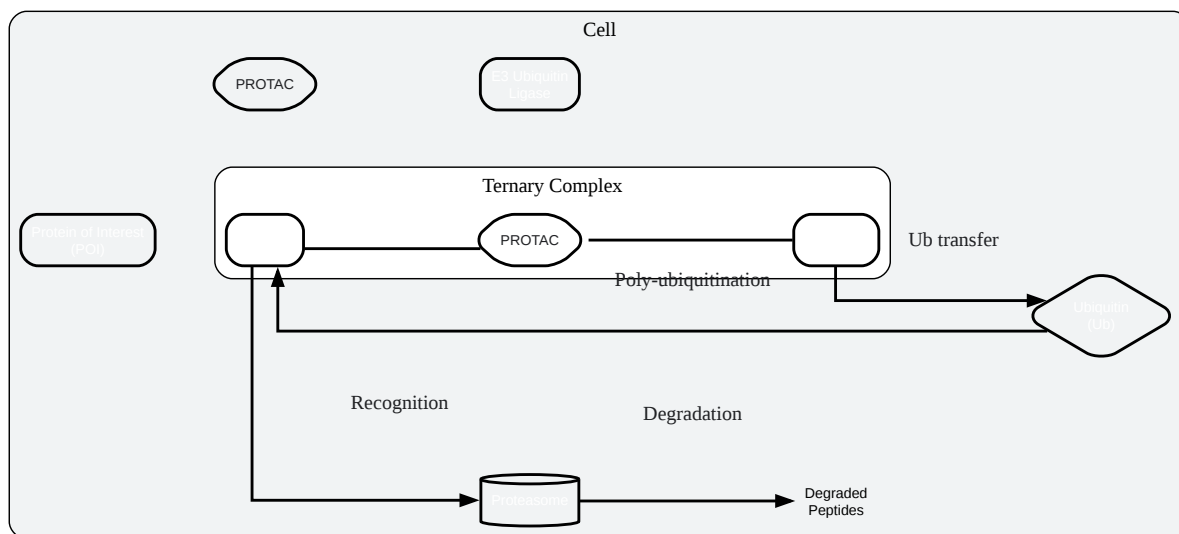 Cell
PROTAC
E3 Ubiquitin
Ligase
Ternary Complex
Protein of Interest
(POI)
PROTAC
Ub transfer
Poly-ubiquitination
Ubiquitin
(Ub)
Recognition
Degradation
Proteasome
Degraded
Peptides